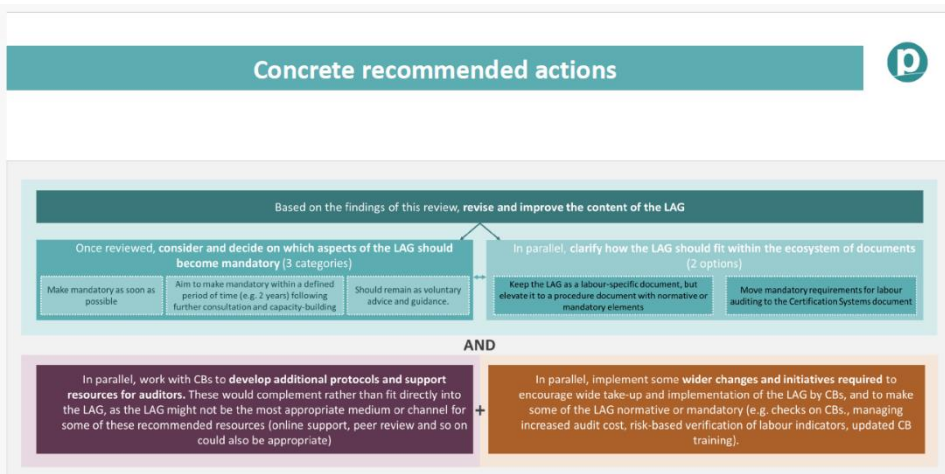 Concrete recommended actions
p
Based on the findings of this review, revise and improve the content of the LAG
Once reviewed, consider and decide on which aspects of the LAG should
become mandatory (3 categories)
Make mandatory as soon as
possible
Aim to make mandatory within a defined
period of time (e.g. 2 years) following
further consultation and capacity-building
Should remain as voluntary
advice and guidance.
In parallel, clarify how the LAG should fit within the ecosystem of documents
(2 options)
Keep the LAG as a labour-specific document, but
elevate it to a procedure document with normative or
mandatory elements
Move mandatory requirements for labour
auditing to the Certification Systems document
AND
In parallel, work with CBs to develop additional protocols and support
resources for auditors. These would complement rather than fit directly into
the LAG, as the LAG might not be the most appropriate medium or channel for
some of these recommended resources (online support, peer review and so on
could also be appropriate)
+
In parallel, implement some wider changes and initiatives required to
encourage wide take-up and implementation of the LAG by CBs, and to make
some of the LAG normative or mandatory (e.g. checks on CBs., managing
increased audit cost, risk-based verification of labour indicators, updated CB
training).